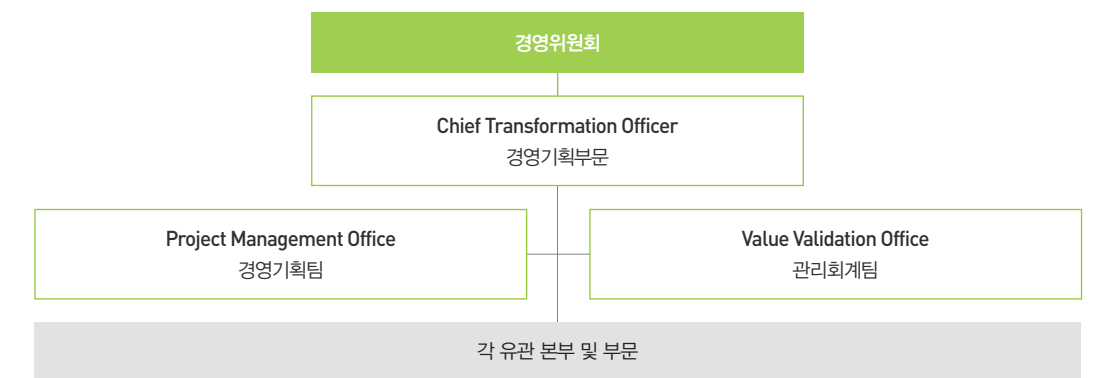 경영위원회
Chief Transformation Officer
경영기획부문
Project Management Office
경영기획팀
Value Validation Office
관리회계팀
각 유관 본부 및 부문